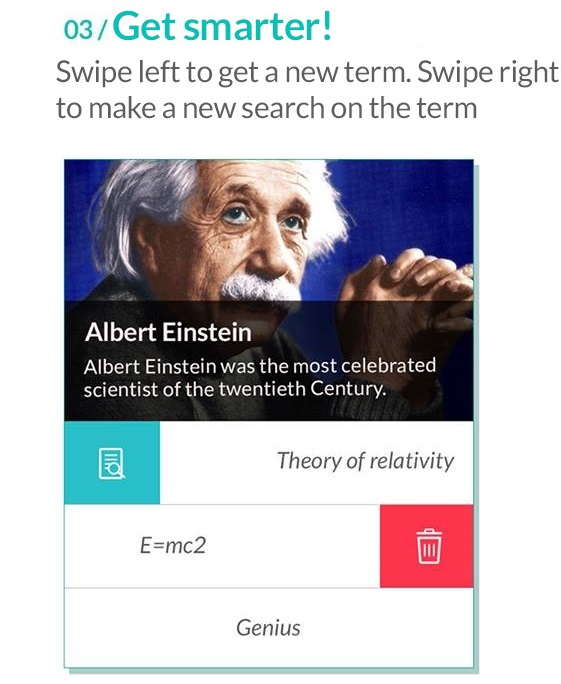 03/Get smarter!
Swipe left to get a new term. Swipe right
to make a new search on the term
Albert Einstein
Albert Einstein was the most celebrated
scientist of the twentieth Century.
Theory of relativity
E=mc2
Genius